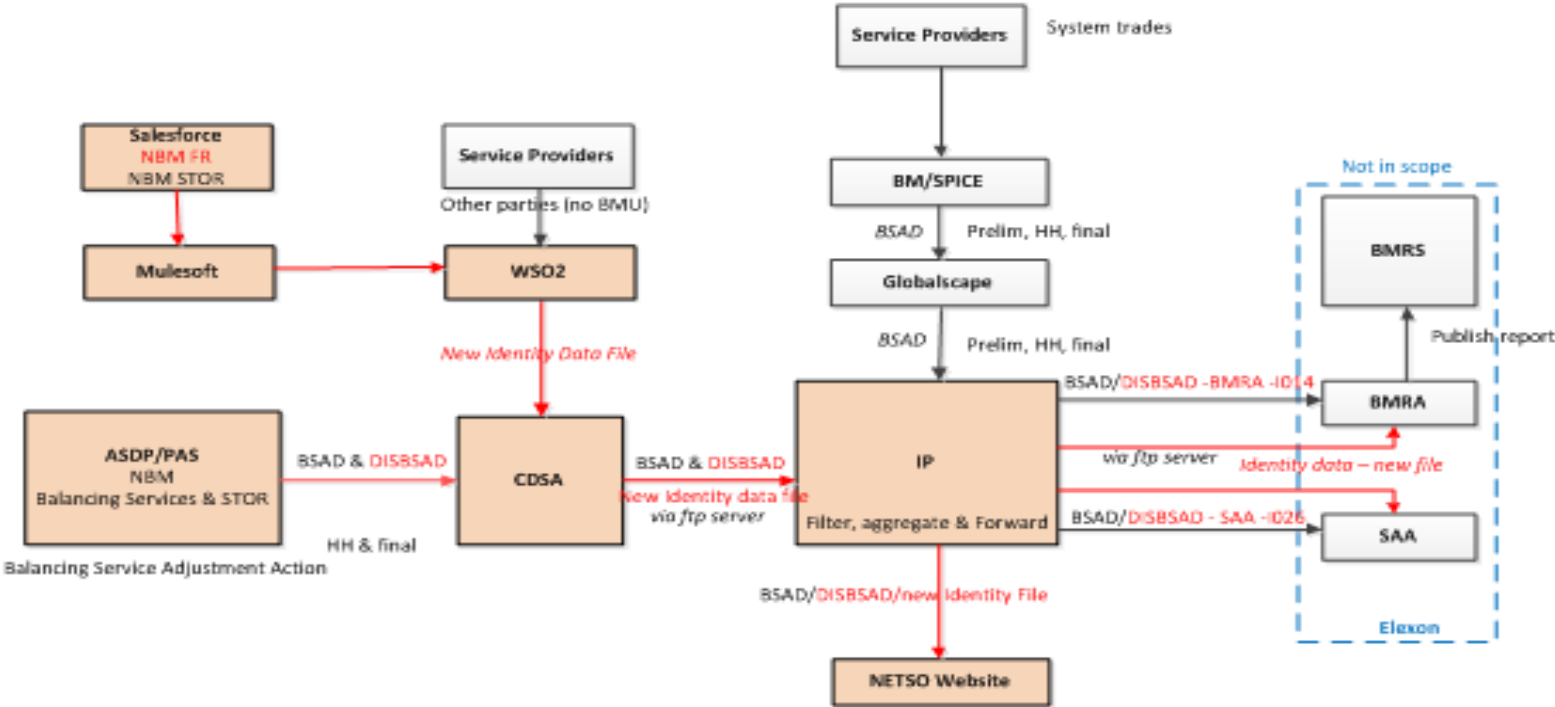 Service Providers
System trades
Salesforce
NBM FR
NBM STOR
Service Providers
Other parties (no BMU)
BM/SPICE
Not in scope
BSAD
Prelim, HH, final
BMRS
Mulesoft
WSO2
Globalscape
New Identity Data File
BSAD
Prelim, HH, final
Publish report
BSAD/DISBSAD -BMRA -I014
BMRA
ASDP/PAS
NBM
Balancing Services & STOR
BSAD & DISBSAD
CDSA
BSAD & DISBSAD
New Identity data file
via ftp server
IP
Filter, aggregate & Forward
via ftp server
Identity data – new file
BSAD/DISBSAD - SAA -I026
SAA
HH & final
Balancing Service Adjustment Action
BSAD/DISBSAD/new Identity File
Elexon
NETSO Website